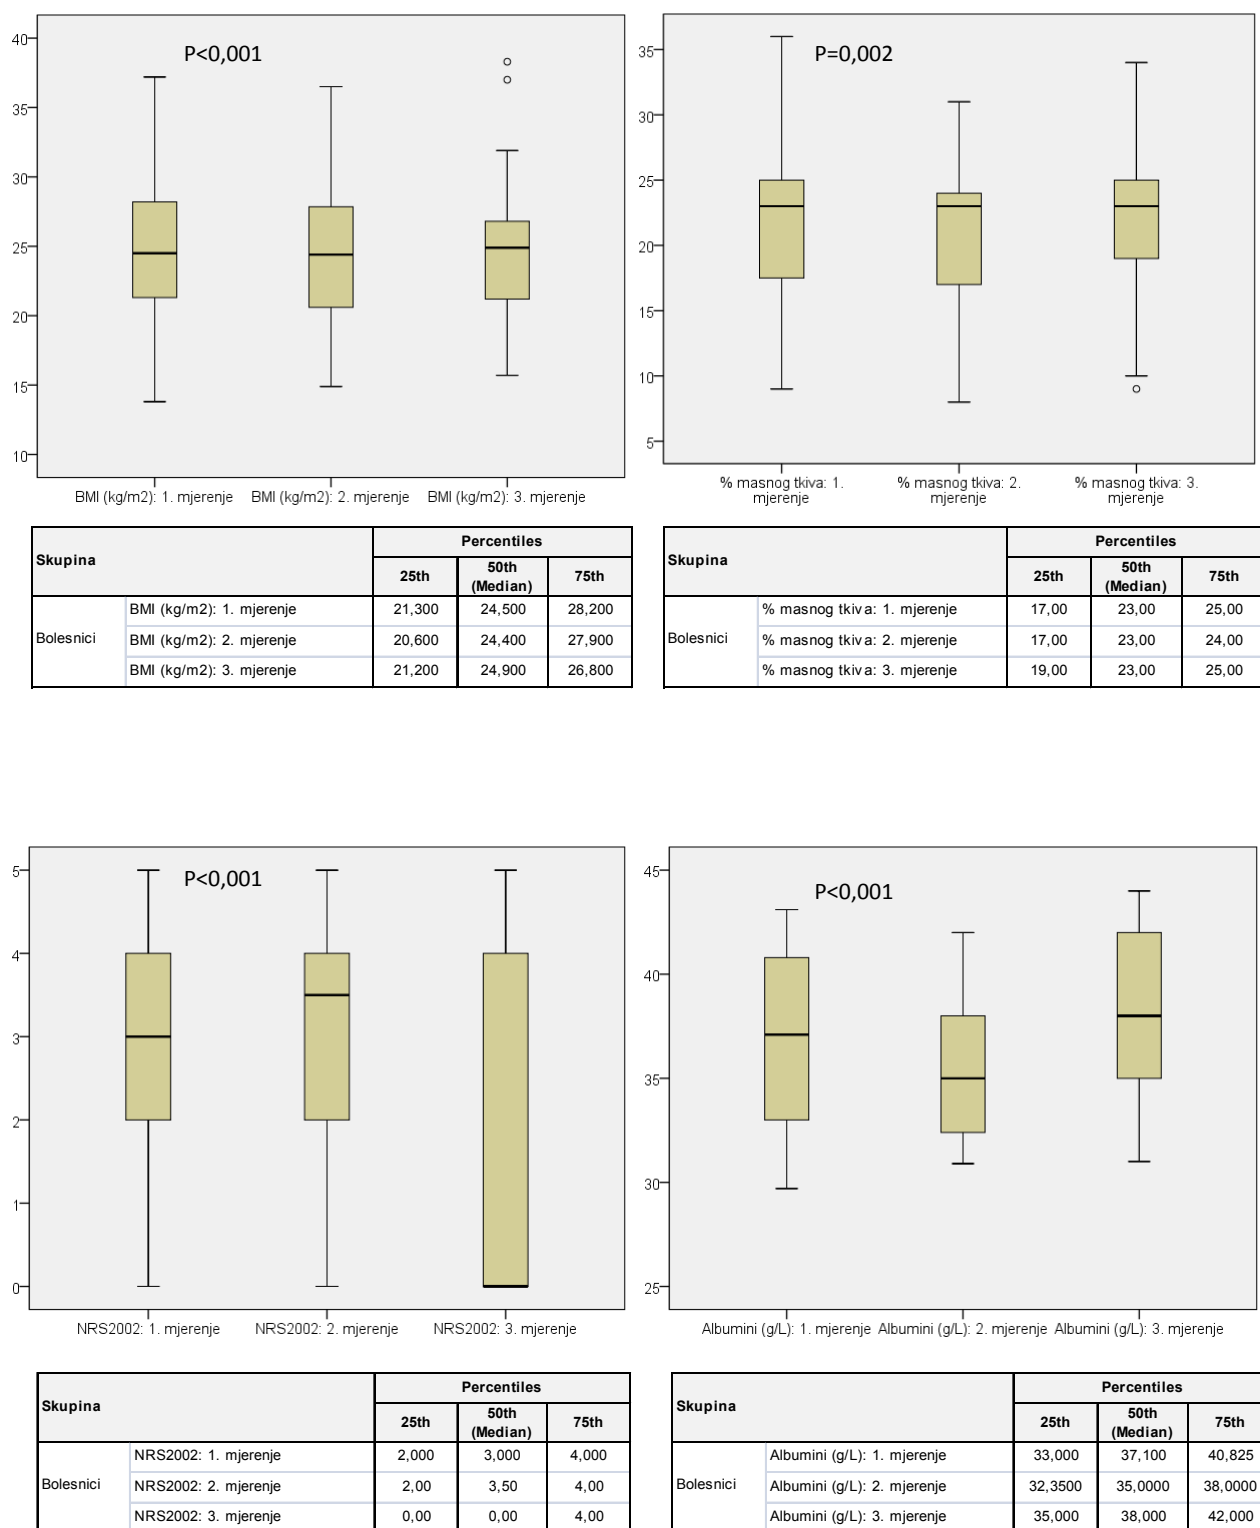 P<0,001
40
35
30
25
20
15
10
BMI (kg/m2): 1. mjerenje BMI (kg/m2): 2. mjerenje BMI (kg/m2): 3. mjerenje
P=0,002
35
30
25
20
15
10
5
% masnog tkiva: 1. mjerenje
% masnog tkiva: 2. mjerenje
% masnog tkiva: 3. mjerenje
Skupina Percentiles
25th 50th (Median) 75th
Bolesnici
BMI (kg/m2): 1. mjerenje 21,300 24,500 28,200
BMI (kg/m2): 2. mjerenje 20,600 24,400 27,900
BMI (kg/m2): 3. mjerenje 21,200 24,900 26,800
Skupina Percentiles
25th 50th (Median) 75th
Bolesnici
% masnog tkiva: 1. mjerenje 17,00 23,00 25,00
% masnog tkiva: 2. mjerenje 17,00 23,00 24,00
% masnog tkiva: 3. mjerenje 19,00 23,00 25,00
P<0,001
5
4
3
2
1
0
NRS2002: 1. mjerenje NRS2002: 2. mjerenje NRS2002: 3. mjerenje
P<0,001
45
40
35
30
25
Albumini (g/L): 1. mjerenje Albumini (g/L): 2. mjerenje Albumini (g/L): 3. mjerenje
Skupina Percentiles
25th 50th (Median) 75th
Bolesnici
NRS2002: 1. mjerenje 2,000 3,000 4,000
NRS2002: 2. mjerenje 2,00 3,50 4,00
NRS2002: 3. mjerenje 0,00 0,00 4,00
Skupina Percentiles
25th 50th (Median) 75th
Bolesnici
Albumini (g/L): 1. mjerenje 33,000 37,100 40,825
Albumini (g/L): 2. mjerenje 32,3500 35,0000 38,0000
Albumini (g/L): 3. mjerenje 35,000 38,000 42,000